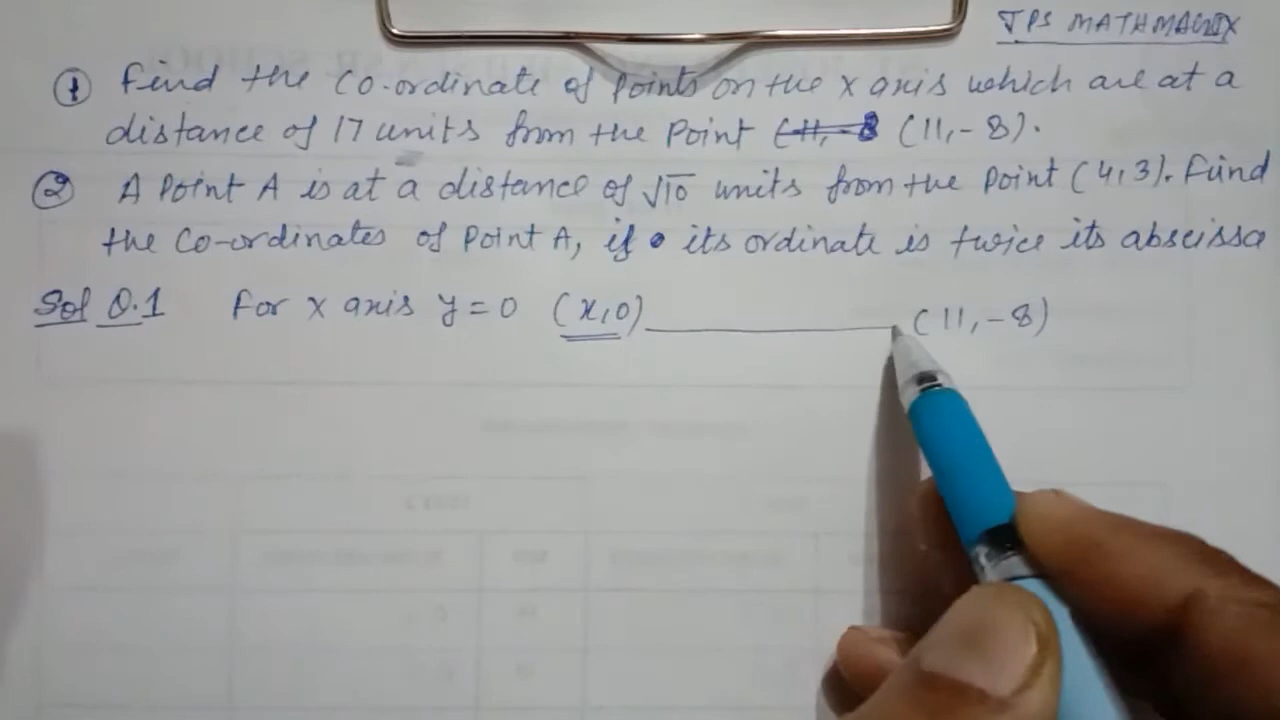 JPS MATHMAGIX
① Find the Co-ordinate of Points on the x axis which are at a
distance of 17 units from the Point (11, -8 (11, -8).
② A Point A is at a distance of √10 units from the Point (4,3). Find
the Co-ordinates of Point A, if its ordinate is twice its abscissa
Sol Q.1 For x axis y = 0 (x,0) (11, -8)